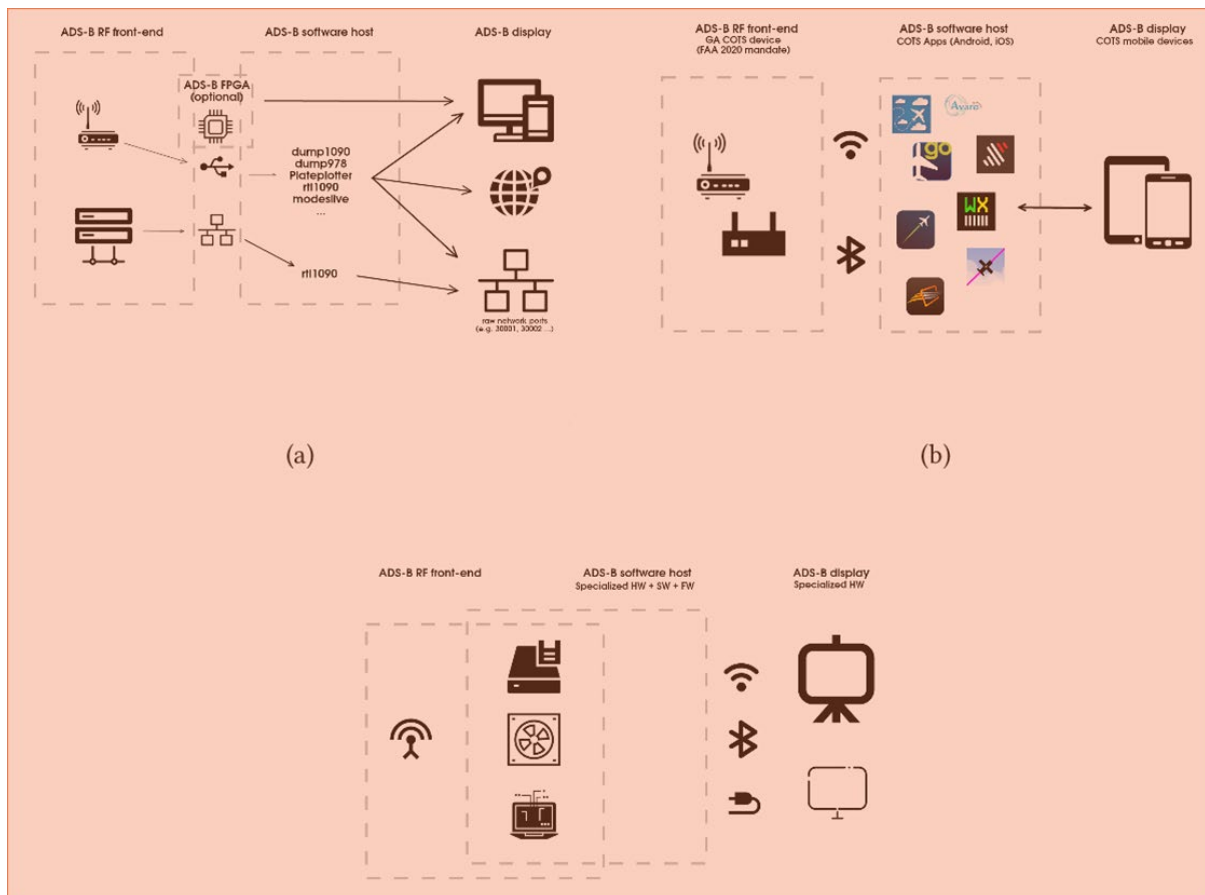 ADS-B RF front-end
ADS-B software host
ADS-B display
ADS-B FPGA
(optional)
dump1090
dump978
Plateplotter
rtl1090
modeslive
...
rtl1090
raw network ports
(e.g. 30001, 30002 ...)
(a)
ADS-B RF front-end
GA COTS device
(FAA 2020 mandate)
ADS-B software host
COTS Apps (Android, iOS)
ADS-B display
COTS mobile devices
Avare
go
WX
(b)
ADS-B RF front-end
ADS-B software host
Specialized HW + SW + FW
ADS-B display
Specialized HW